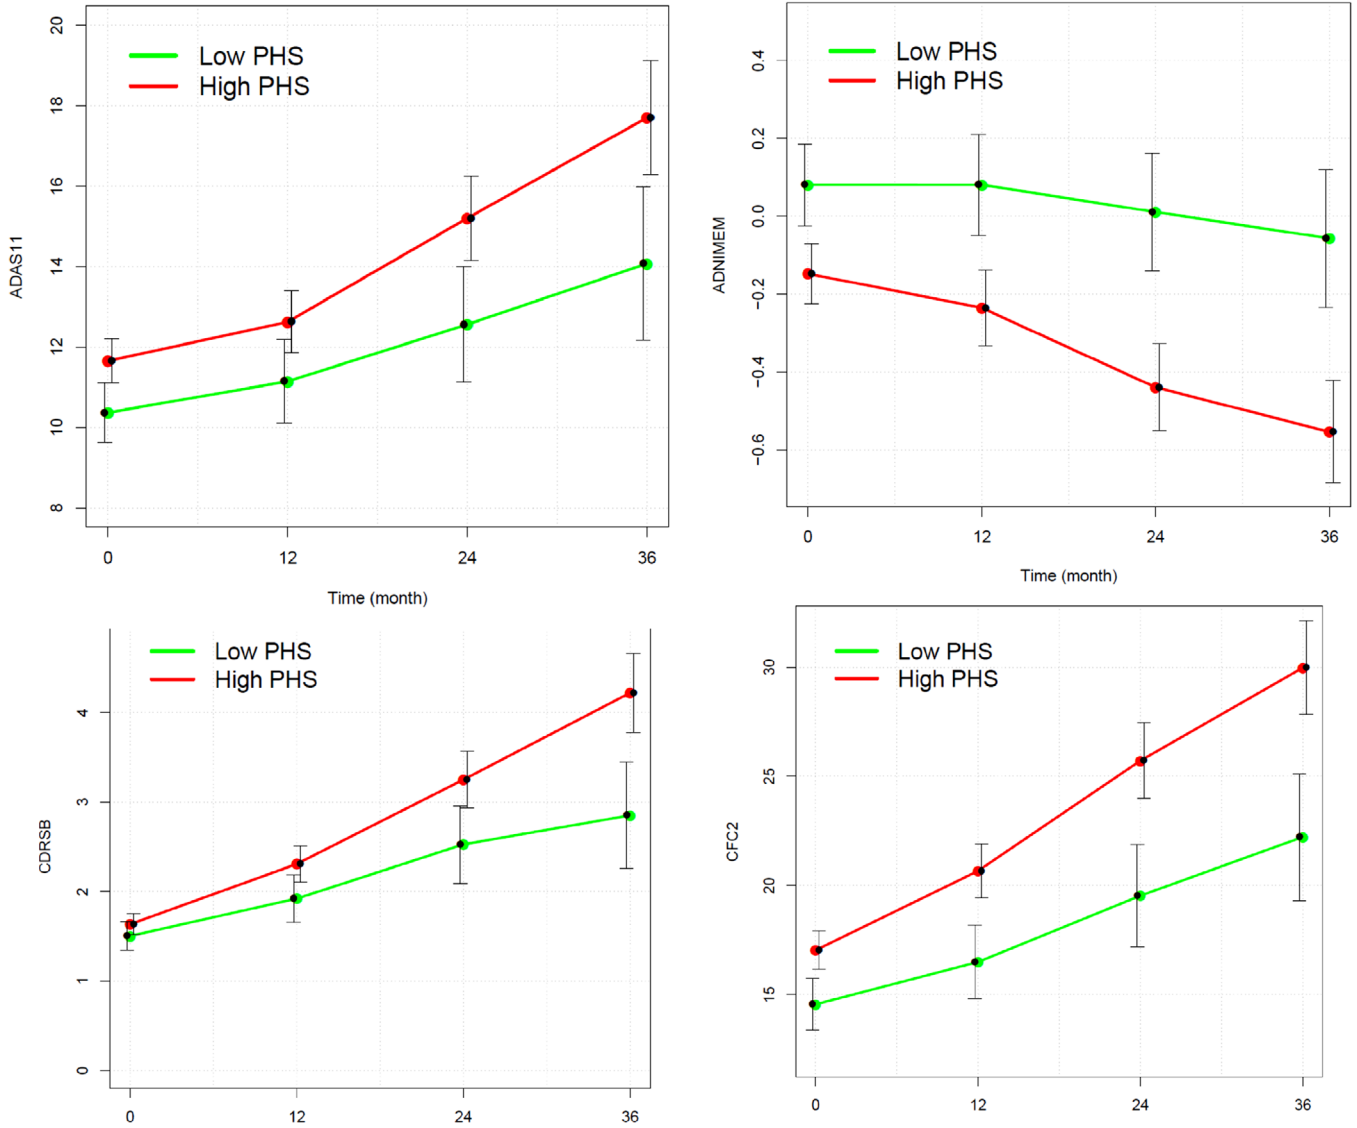 Low PHS
High PHS
20
18
16
14
12
10
8
ADAS11
0 12 24 36
Time (month)
Low PHS
High PHS
0.4
0.2
0.0
−0.2
−0.4
−0.6
ADNIMEM
0 12 24 36
Time (month)
Low PHS
High PHS
4
3
2
1
0
CDRSB
0 12 24 36
Low PHS
High PHS
30
25
20
15
CFC2
0 12 24 36